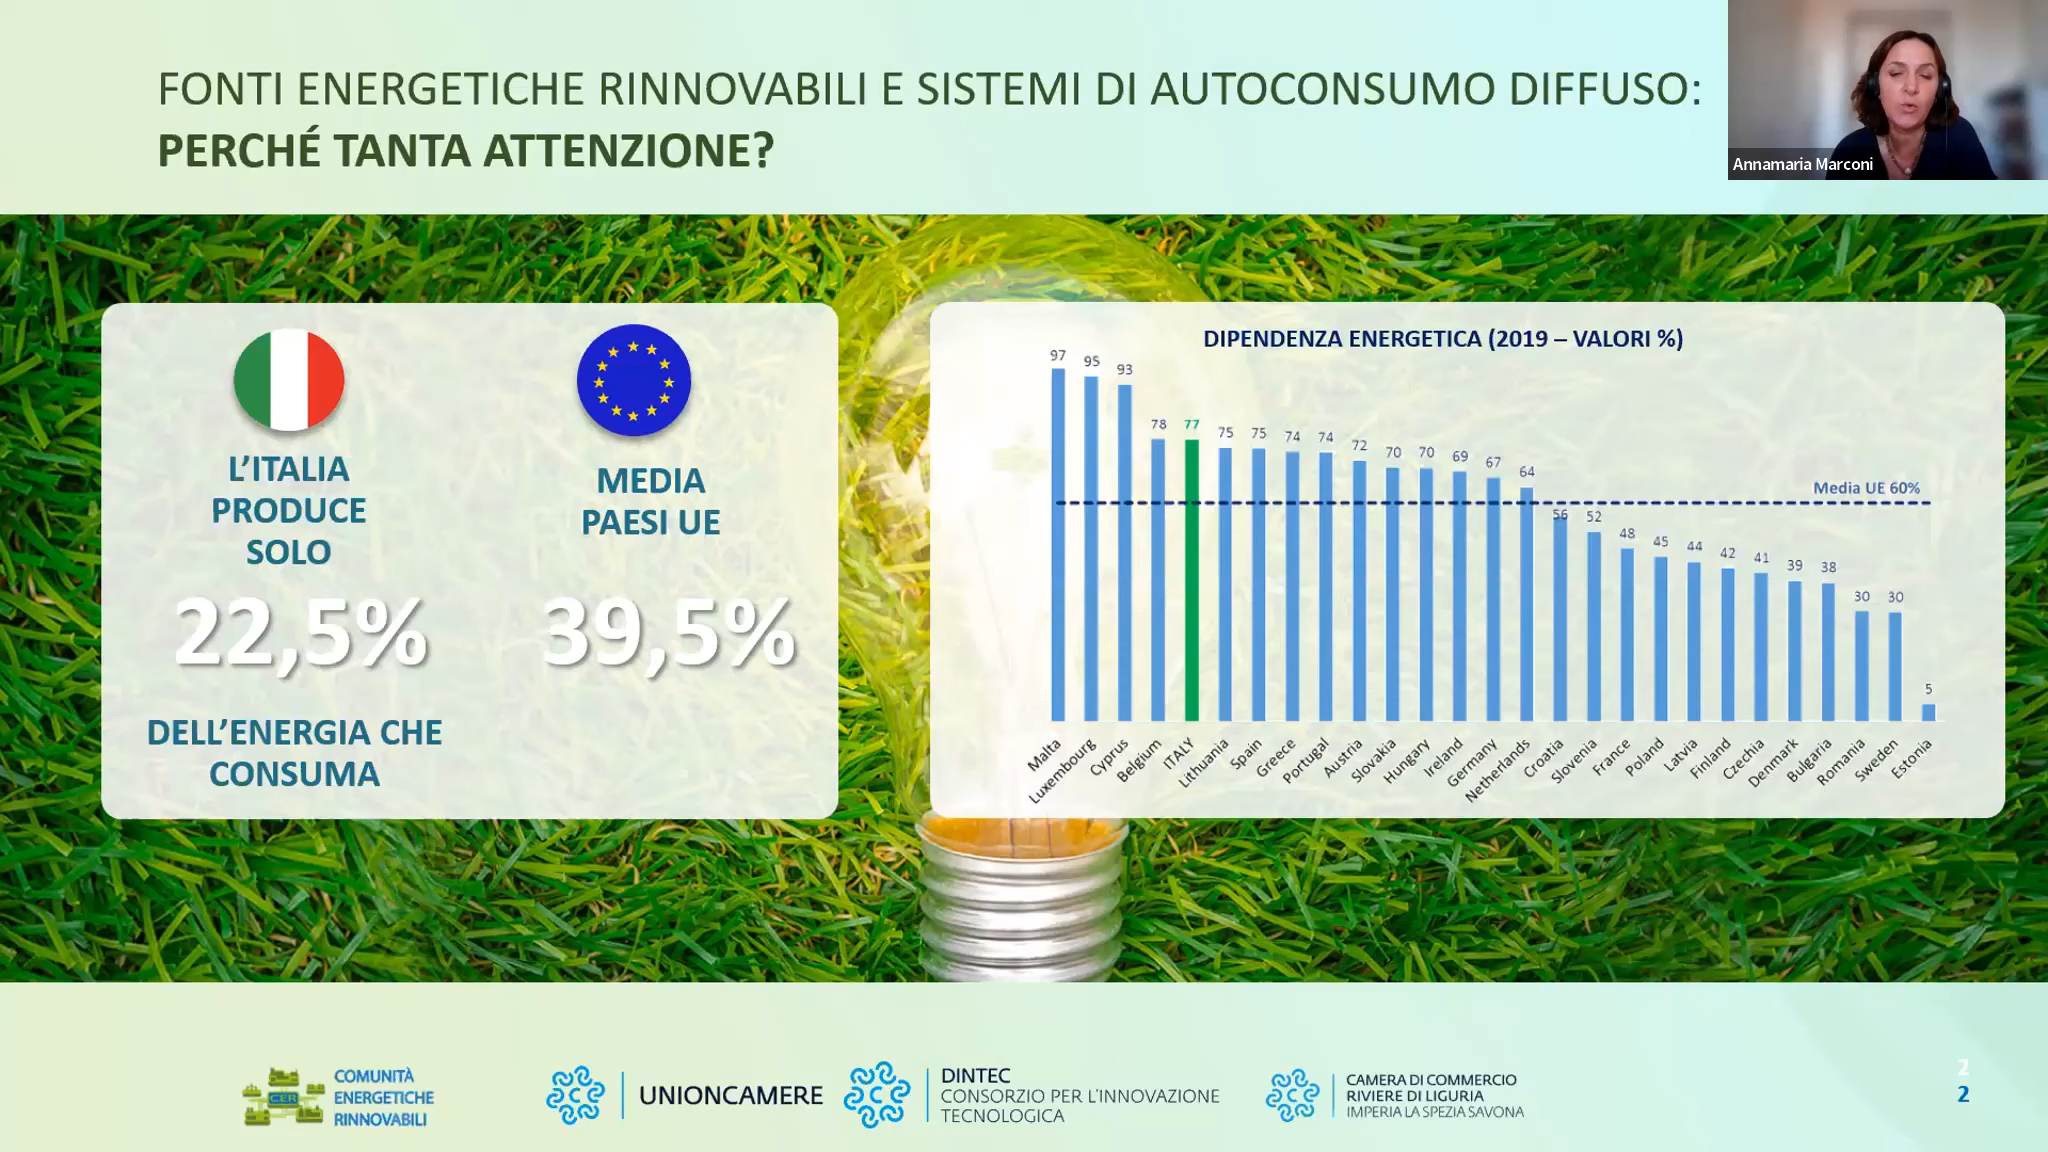 FONTI ENERGETICHE RINNOVABILI E SISTEMI DI AUTOCONSUMO DIFFUSO:
PERCHÉ TANTA ATTENZIONE?
Annamaria Marconi
L'ITALIA
PRODUCE
SOLO
22,5%
DELL'ENERGIA CHE
CONSUMA
MEDIA
PAESI UE
39,5%
DIPENDENZA ENERGETICA (2019 – VALORI %)
97
95
93
78
77
75
75
74
74
72
70
70
69
67
64
56
52
48
45
44
42
41
39
38
30
30
5
Media UE 60%
Malta
Luxembourg
Cyprus
Belgium
ITALY
Lithuania
Spain
Greece
Portugal
Austria
Slovakia
Hungary
Ireland
Germany
Netherlands
Croatia
Slovenia
France
Poland
Latvia
Finland
Czechia
Denmark
Bulgaria
Romania
Sweden
Estonia
CER
COMUNITÀ
ENERGETICHE
RINNOVABILI
UNIONCAMERE
DINTEC
CONSORZIO PER L'INNOVAZIONE
TECNOLOGICA
CAMERA DI COMMERCIO
RIVIERE DI LIGURIA
IMPERIA LA SPEZIA SAVONA
2
2